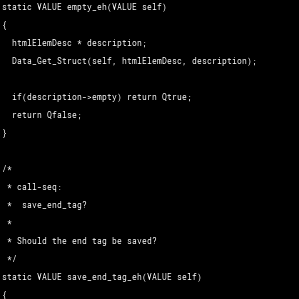 static VALUE empty_eh(VALUE self)
{
  htmlElemDesc * description;
  Data_Get_Struct(self, htmlElemDesc, description);

  if(description->empty) return Qtrue;
  return Qfalse;
}

/*
 * call-seq:
 *  save_end_tag?
 *
 * Should the end tag be saved?
 */
static VALUE save_end_tag_eh(VALUE self)
{